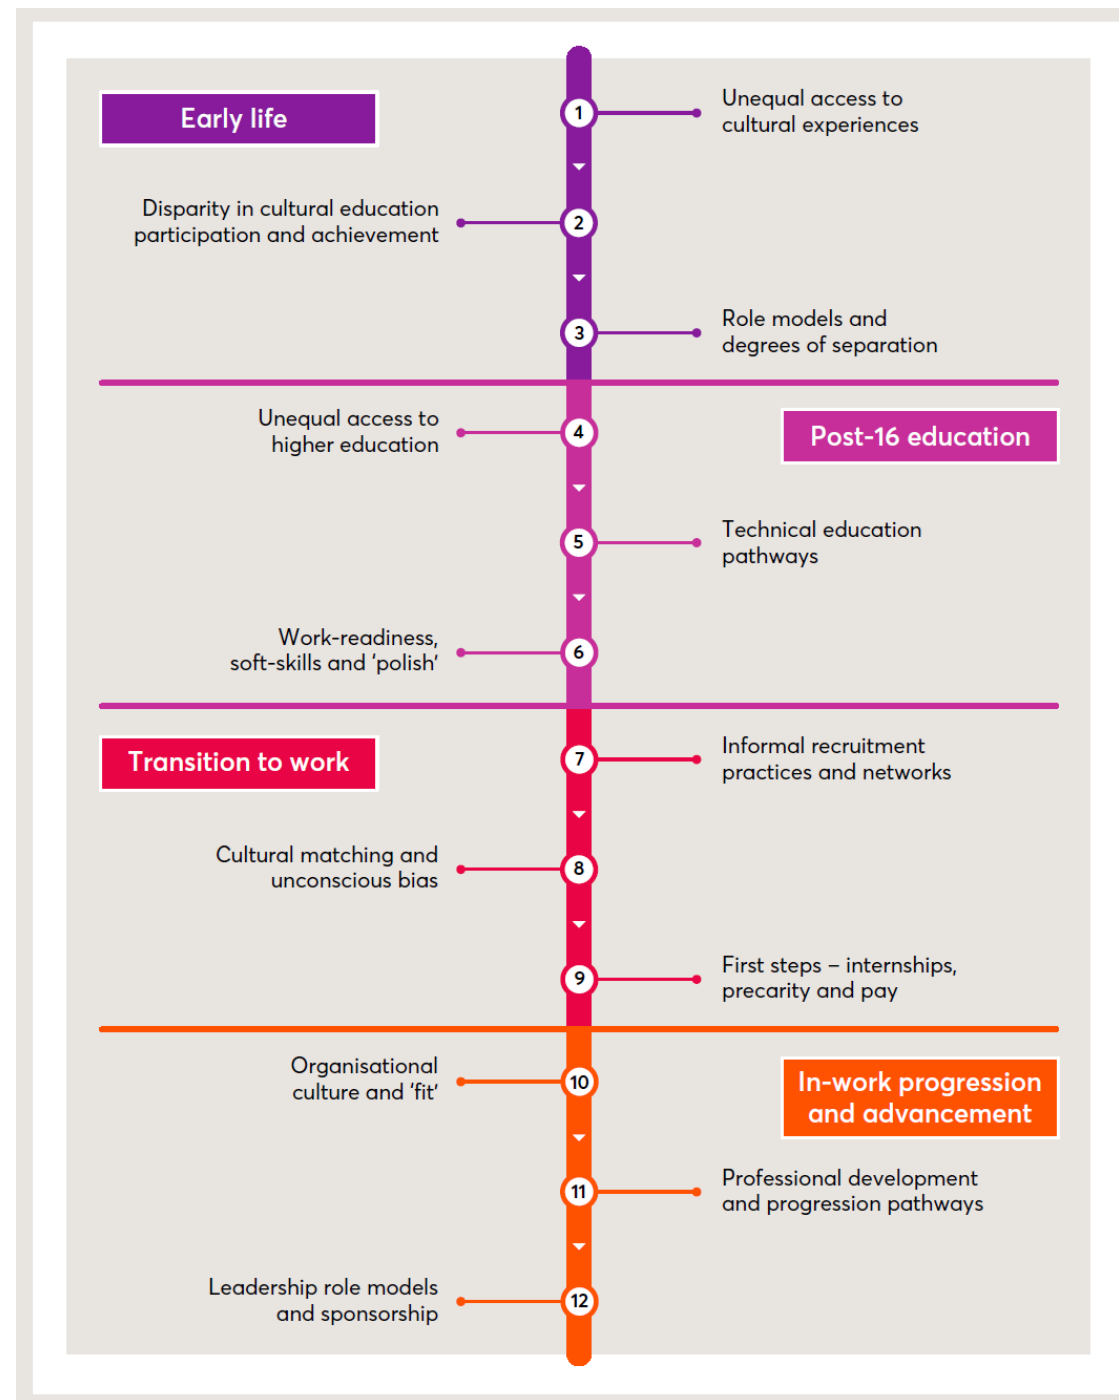 Early life
1
Unequal access to
cultural experiences
Disparity in cultural education
participation and achievement
2
3
Role models and
degrees of separation
Unequal access to
higher education
4
Post-16 education
5
Technical education
pathways
Work-readiness,
soft-skills and ‘polish’
6
Transition to work
7
Informal recruitment
practices and networks
Cultural matching and
unconscious bias
8
9
First steps – internships,
precarity and pay
Organisational
culture and ‘fit’
10
In-work progression
and advancement
11
Professional development
and progression pathways
Leadership role models
and sponsorship
12